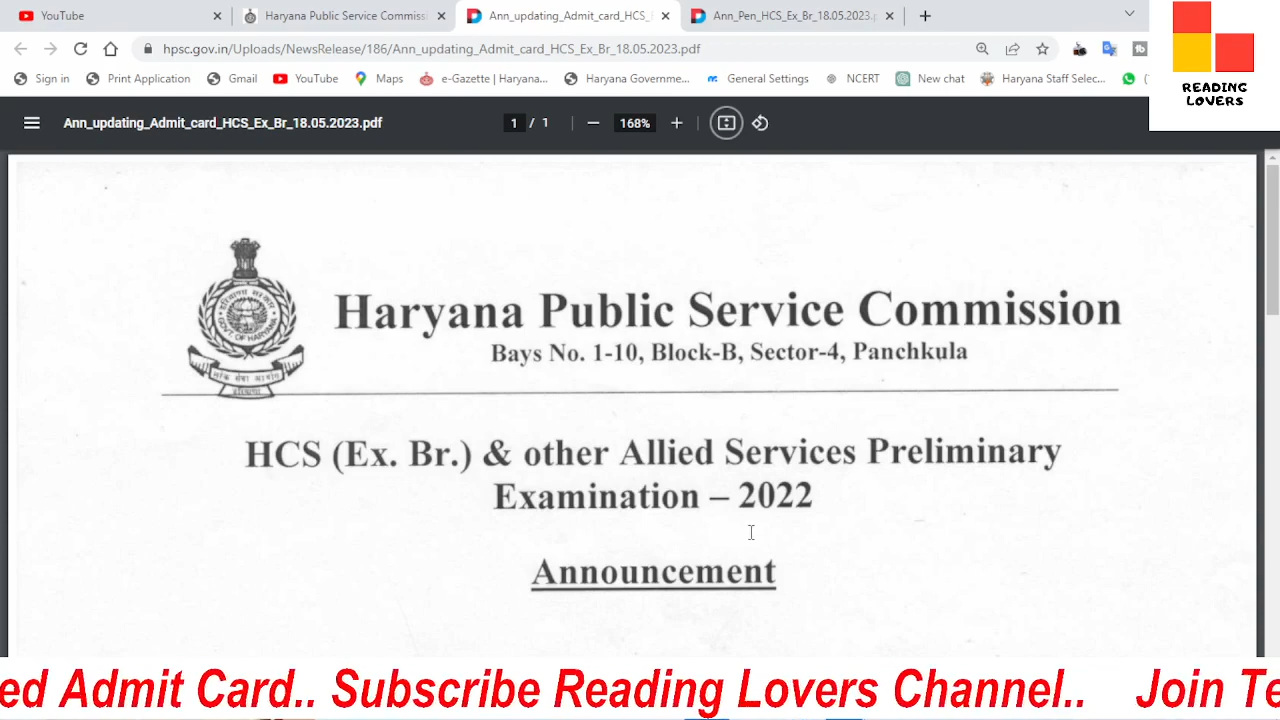 YouTube
Haryana Public Service Commissi
Ann_updating_Admit_card_HCS_E
Ann_Pen_HCS_Ex_Br_18.05.2023.p
hpsc.gov.in/Uploads/NewsRelease/186/Ann_updating_Admit_card_HCS_Ex_Br_18.05.2023.pdf
Sign in
Print Application
Gmail
YouTube
Maps
e-Gazette | Haryana...
Haryana Governme...
General Settings
NCERT
New chat
Haryana Staff Selec...
READING
LOVERS
Ann_updating_Admit_card_HCS_Ex_Br_18.05.2023.pdf
1 / 1
168%
Haryana Public Service Commission
Bays No. 1-10, Block-B, Sector-4, Panchkula
HCS (Ex. Br.) & other Allied Services Preliminary
Examination – 2022
Announcement
ed Admit Card.. Subscribe Reading Lovers Channel.. Join Te